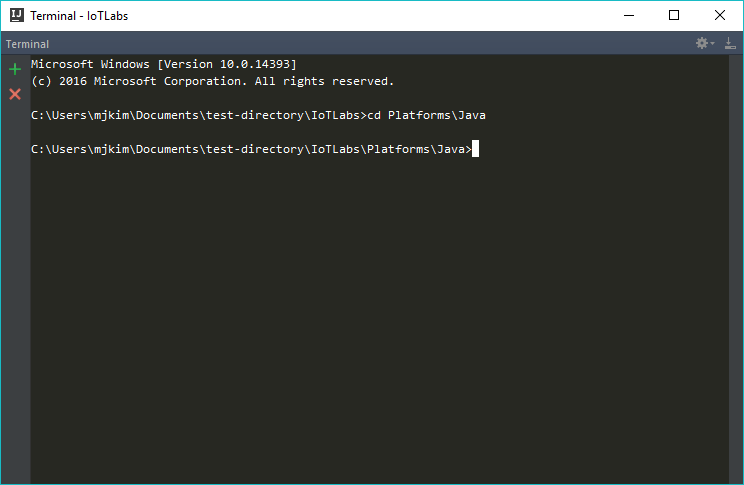 IJ Terminal - IoTLabs
Terminal
Microsoft Windows [Version 10.0.14393]
(c) 2016 Microsoft Corporation. All rights reserved.
C:\Users\mjkim\Documents\test-directory\IoTLabs>cd Platforms\Java
C:\Users\mjkim\Documents\test-directory\IoTLabs\Platforms\Java>